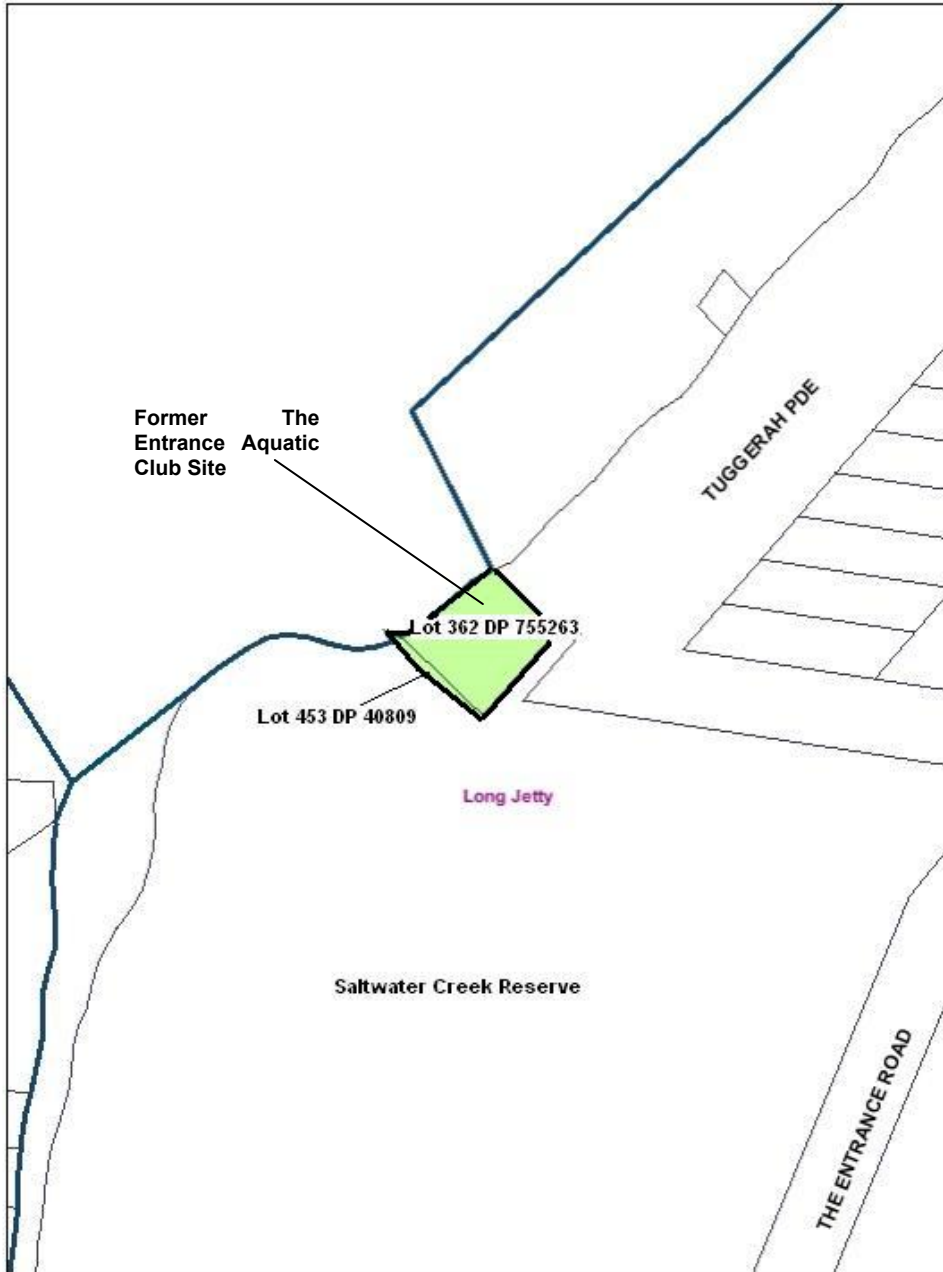 Former The
Entrance Aquatic
Club Site
TUGGERAH PDE
Lot 362 DP 755263
Lot 453 DP 40809
Long Jetty
Saltwater Creek Reserve
THE ENTRANCE ROAD